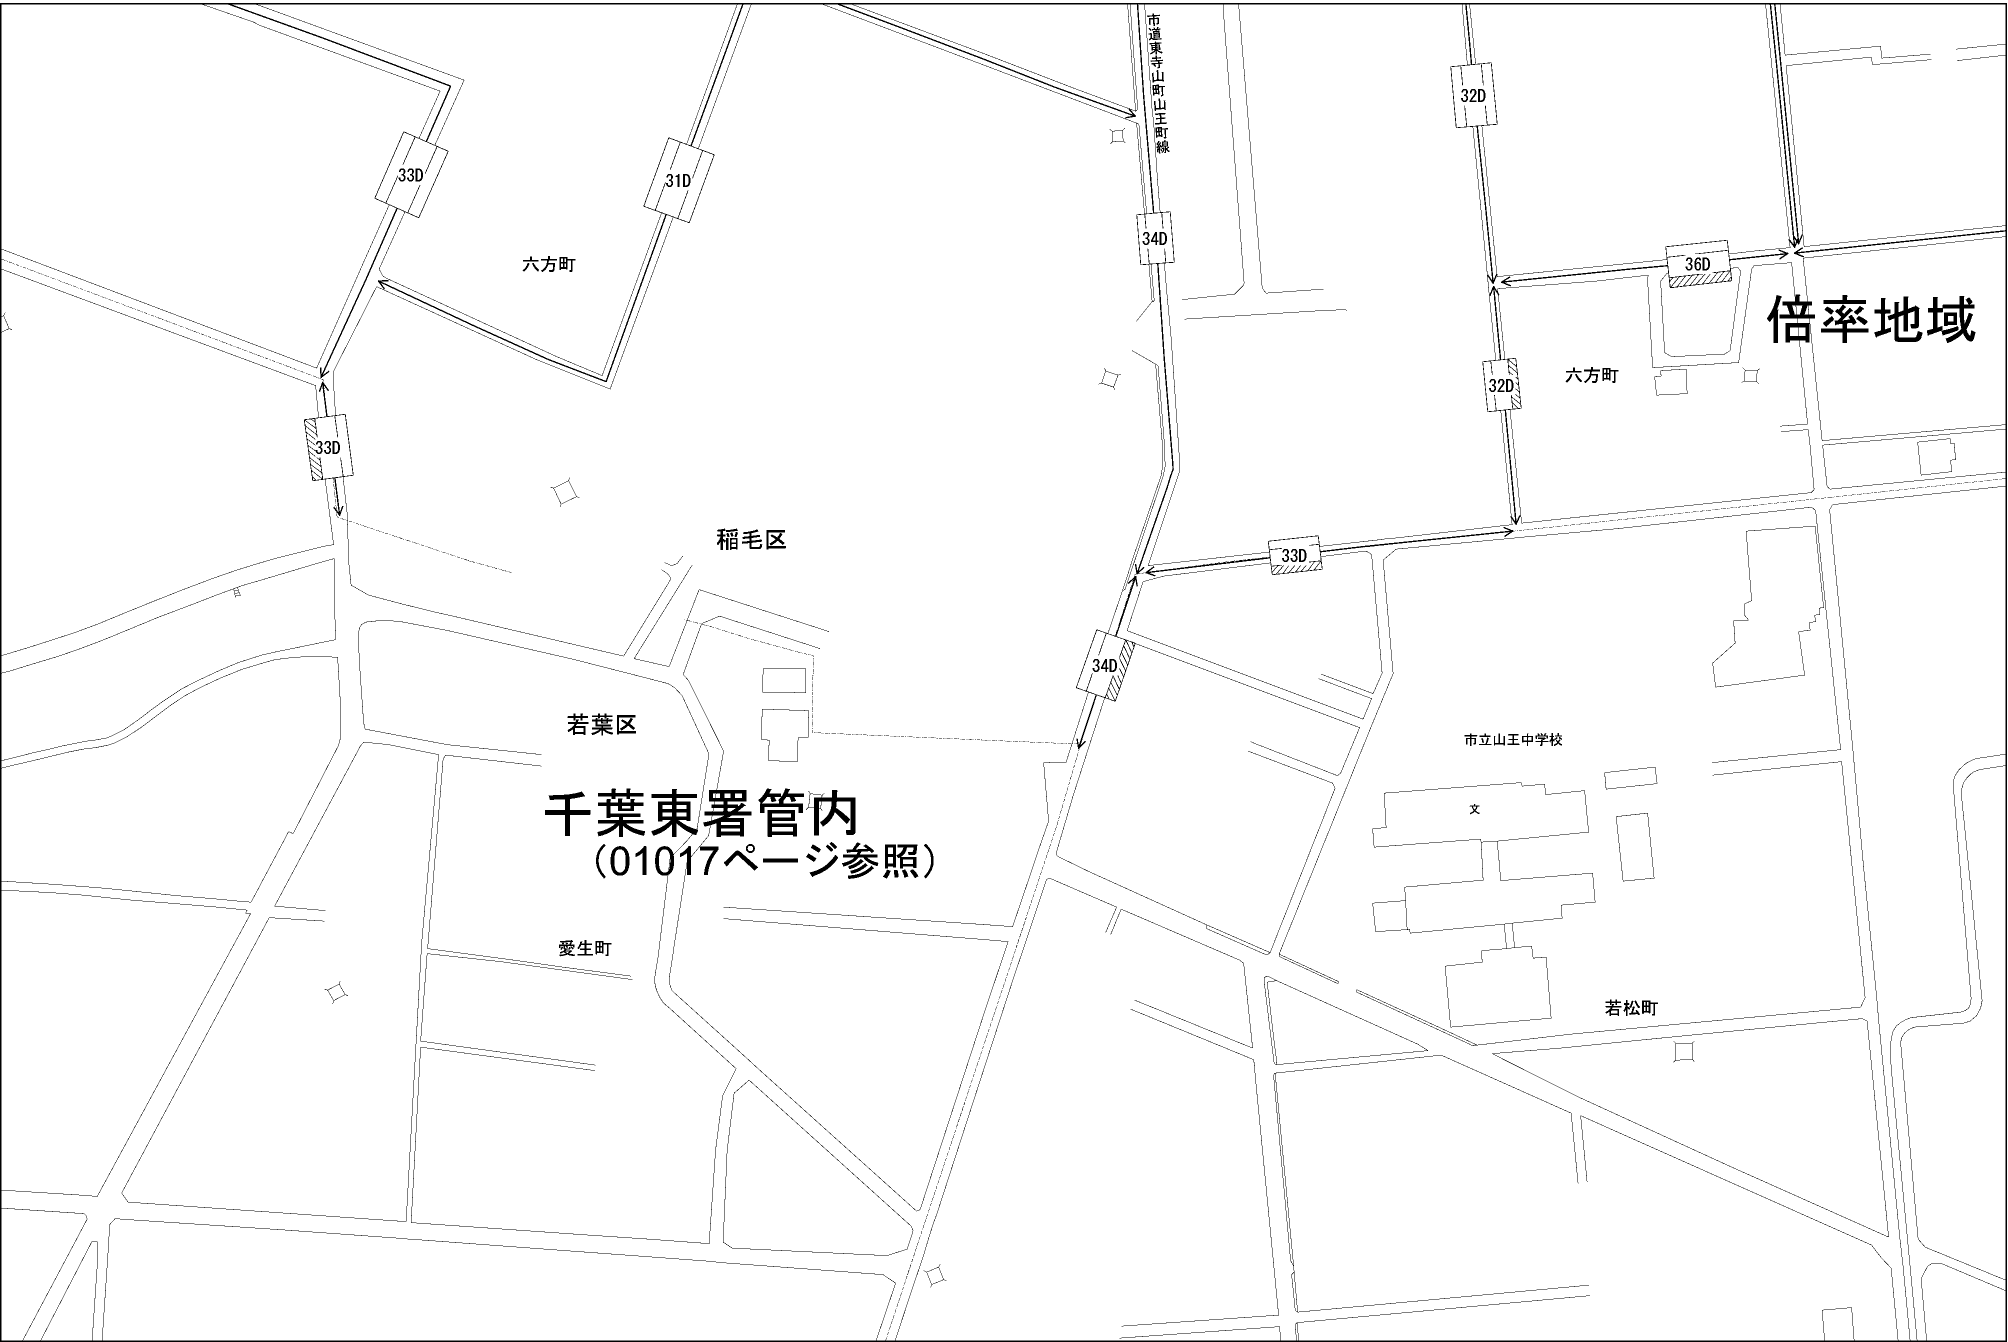 市道東寺山町山王町線
32D
33D
31D
34D
六方町
36D
倍率地域
六方町
32D
33D
稲毛区
33D
34D
若葉区
市立山王中学校
千葉東署管内
（01017ページ参照）
文
愛生町
若松町